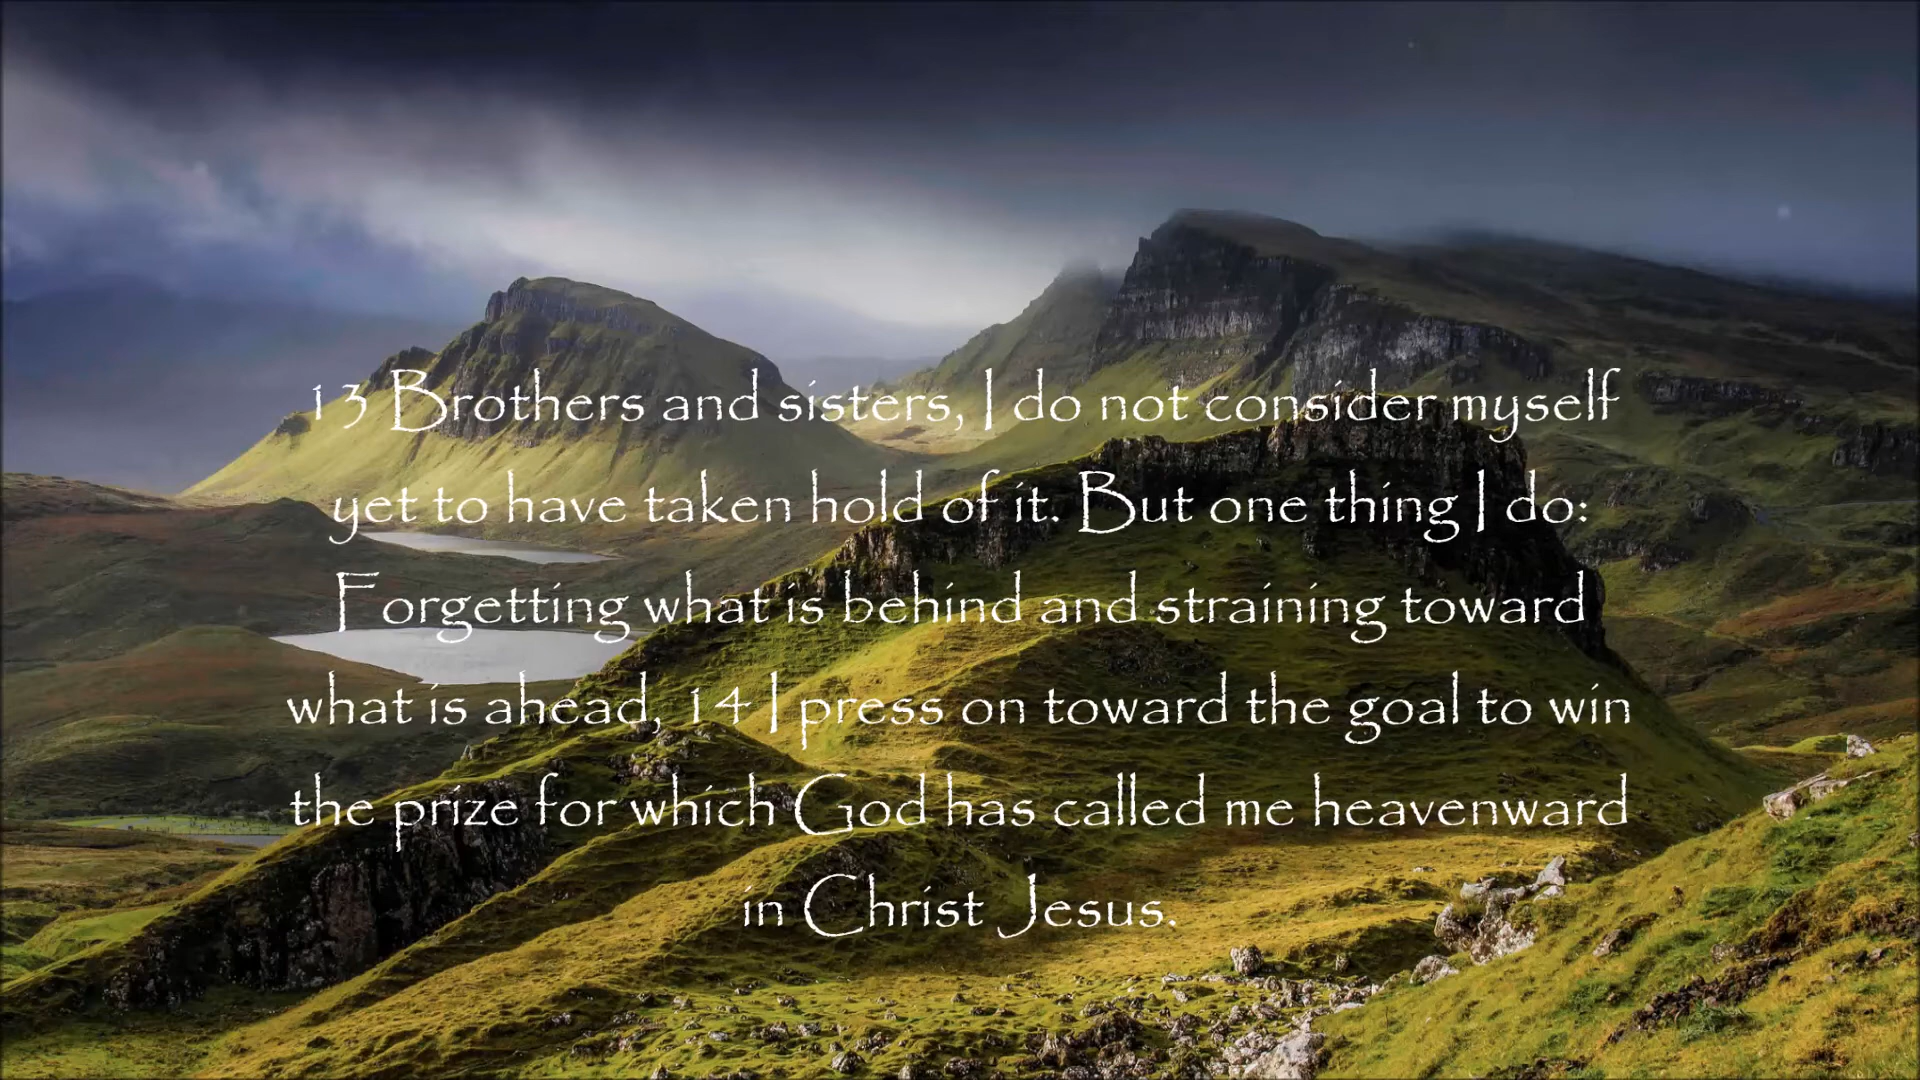 13 Brothers and sisters, I do not consider myself
yet to have taken hold of it. But one thing I do:
Forgetting what is behind and straining toward
what is ahead, 14 I press on toward the goal to win
the prize for which God has called me heavenward
in Christ Jesus.